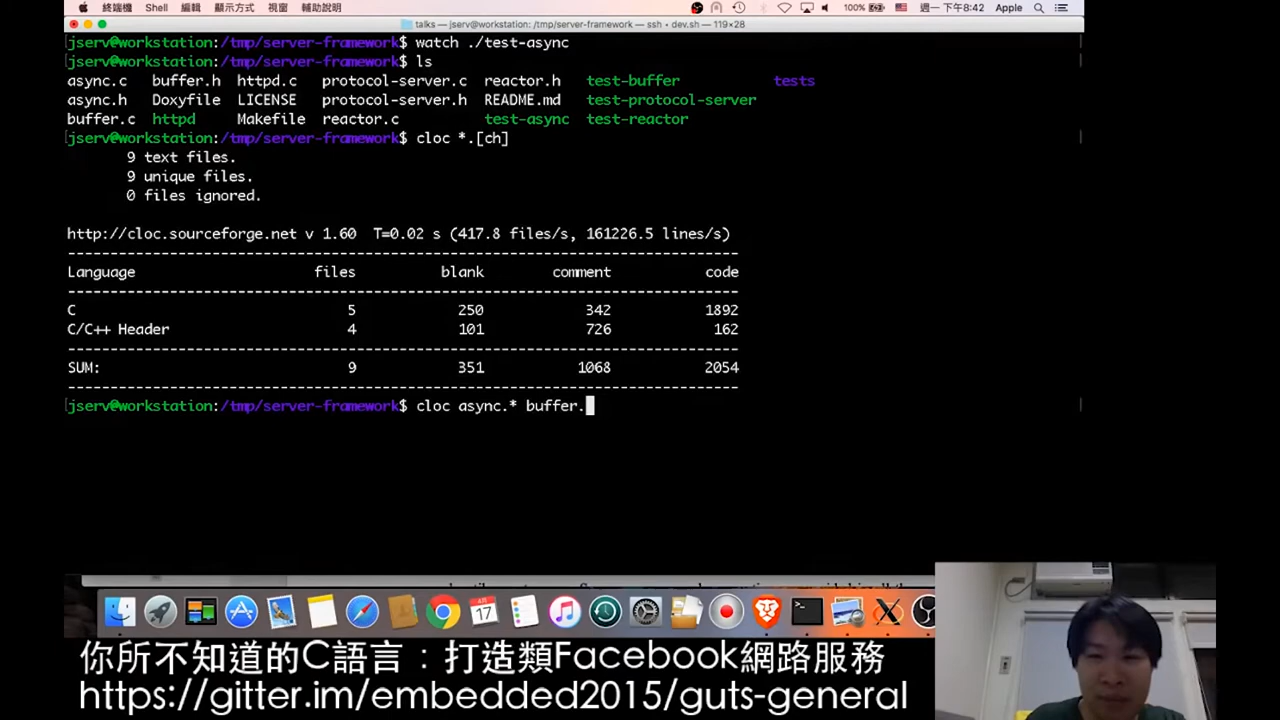 終端機 Shell 編輯 顯示方式 視窗 輔助說明 100% 週一 下午8:42 Apple
talks — jserv@workstation: /tmp/server-framework — ssh • dev.sh — 119×28
jserv@workstation:/tmp/server-framework$ watch ./test-async
jserv@workstation:/tmp/server-framework$ ls
async.c buffer.h httpd.c protocol-server.c reactor.h test-buffer tests
async.h Doxyfile LICENSE protocol-server.h README.md test-protocol-server
buffer.c httpd Makefile reactor.c test-async test-reactor
jserv@workstation:/tmp/server-framework$ cloc *.[ch]
9 text files.
9 unique files.
0 files ignored.
http://cloc.sourceforge.net v 1.60 T=0.02 s (417.8 files/s, 161226.5 lines/s)
-------------------------------------------------------------------------------
Language files blank comment code
-------------------------------------------------------------------------------
C 5 250 342 1892
C/C++ Header 4 101 726 162
-------------------------------------------------------------------------------
SUM: 9 351 1068 2054
-------------------------------------------------------------------------------
jserv@workstation:/tmp/server-framework$ cloc async.* buffer.
APR
17
你所不知道的C語言：打造類Facebook網路服務
https://gitter.im/embedded2015/guts-general